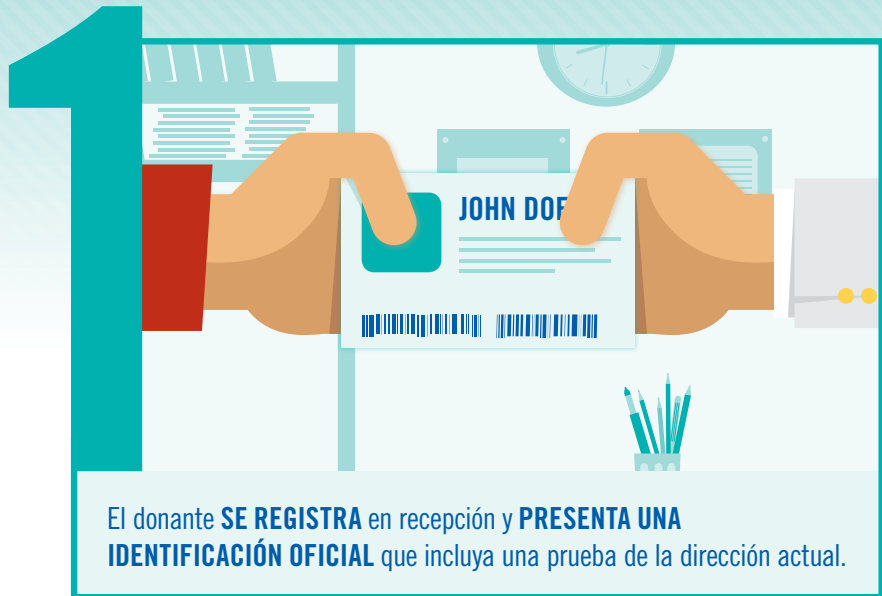 1
JOHN DOE
El donante SE REGISTRA en recepción y PRESENTA UNA
IDENTIFICACIÓN OFICIAL que incluya una prueba de la dirección actual.